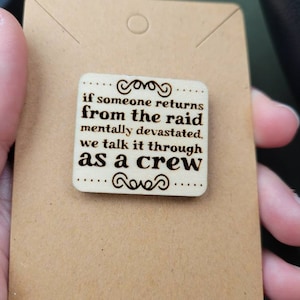 if someone returns
from the raid
mentally devastated,
we talk it through
as a crew